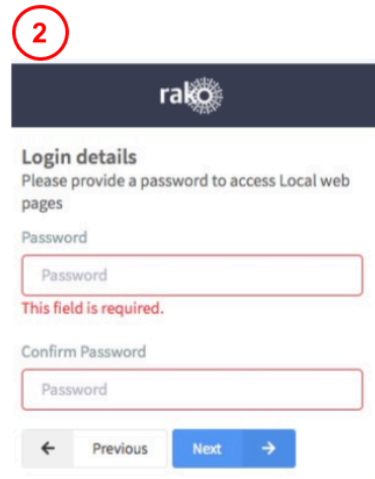 2
rako
Login details
Please provide a password to access Local web
pages
Password
Password
This field is required.
Confirm Password
Password
Previous
Next